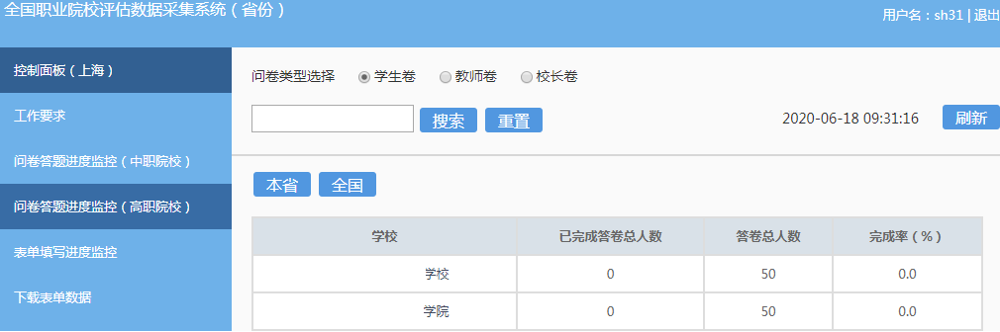 全国职业院校评估数据采集系统（省份）
用户名：sh31 | 退出
控制面板（上海）
工作要求
问卷答题进度监控（中职院校）
问卷答题进度监控（高职院校）
表单填写进度监控
下载表单数据
问卷类型选择 学生卷 教师卷 校长卷
搜索 重置 2020-06-18 09:31:16 刷新
本省 全国
学校 已完成答卷总人数 答卷总人数 完成率（%）
学校 0 50 0.0
学院 0 50 0.0